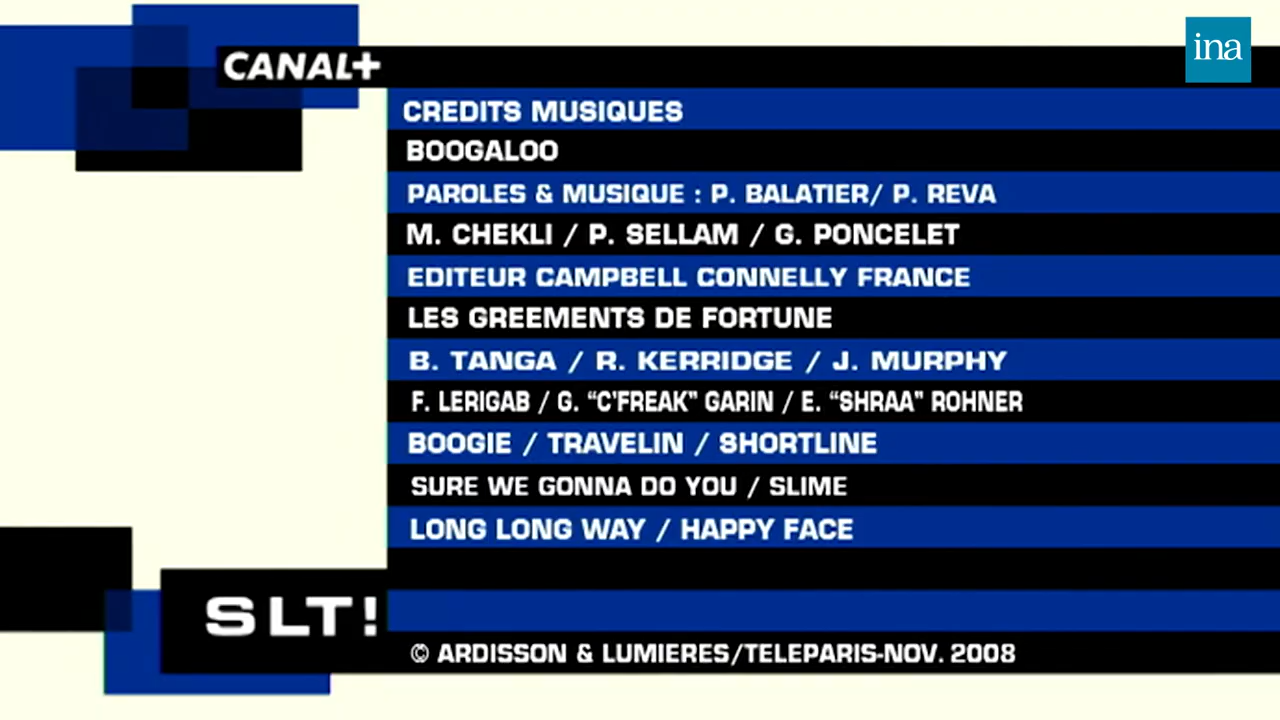 ina
CANAL+
CREDITS MUSIQUES
BOOGALOO
PAROLES & MUSIQUE : P. BALATIER/ P. REVA
M. CHEKLI / P. SELLAM / G. PONCELET
EDITEUR CAMPBELL CONNELLY FRANCE
LES GREEMENTS DE FORTUNE
B. TANGA / R. KERRIDGE / J. MURPHY
F. LERIGAB / G. “C'FREAK” GARIN / E. “SHRAA” ROHNER
BOOGIE / TRAVELIN / SHORTLINE
SURE WE GONNA DO YOU / SLIME
LONG LONG WAY / HAPPY FACE
SLT!
© ARDISSON & LUMIERES/TELEPARIS-NOV. 2008